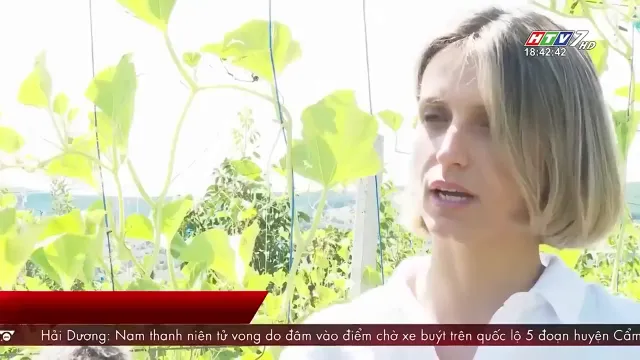 HTV7 HD
18:42:42
Hải Dương: Nam thanh niên tử vong do đâm vào điểm chờ xe buýt trên quốc lộ 5 đoạn huyện Cẩm